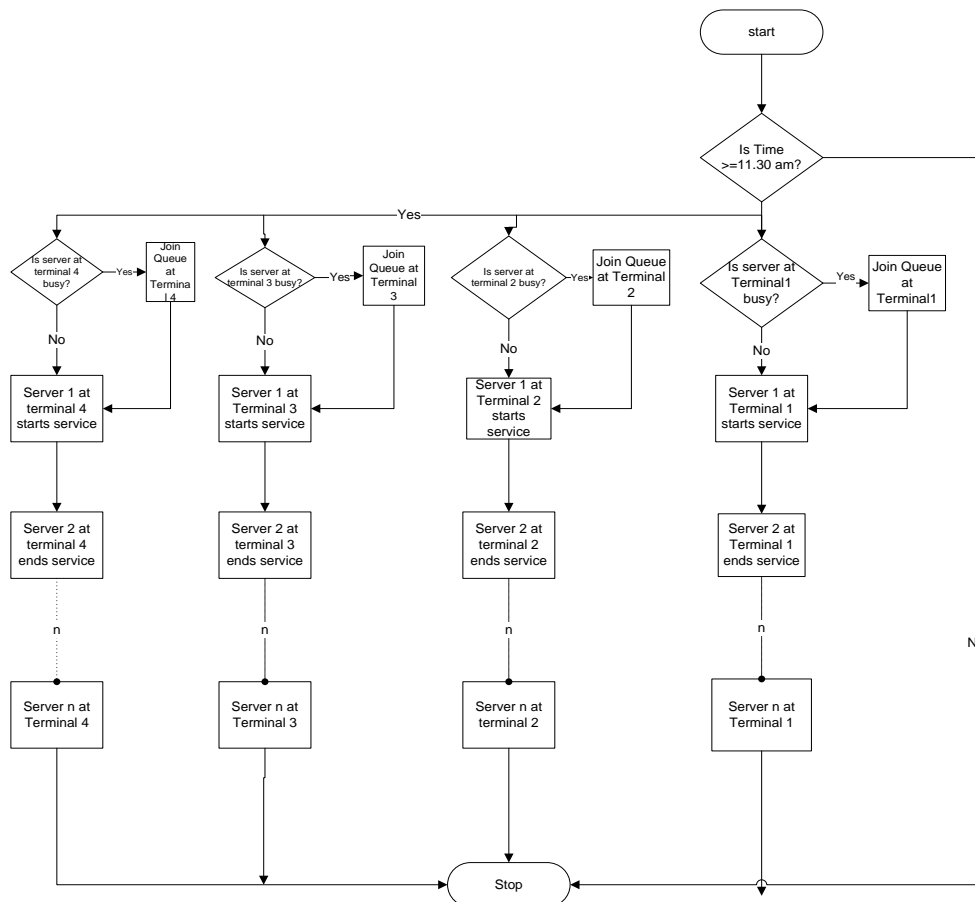 start
Is Time
>=11.30 am?
Yes
Is server at
terminal 4
busy?
Yes
Join
Queue
at
Termina
l 4
Is server at
terminal 3 busy?
Yes
Join
Queue at
Terminal
3
Is server at
terminal 2 busy?
Yes
Join Queue
at Terminal
2
Is server at
Terminal1
busy?
Yes
Join Queue
at
Terminal1
No
No
No
No
Server 1 at
terminal 4
starts service
Server 1 at
Terminal 3
starts service
Server 1 at
Terminal 2
starts
service
Server 1 at
Terminal 1
starts service
Server 2 at
terminal 4
ends service
Server 2 at
terminal 3
ends service
Server 2 at
terminal 2
ends service
Server 2 at
Terminal 1
ends service
n
n
n
n
N
Server n at
Terminal 4
Server n at
Terminal 3
Server n at
terminal 2
Server n at
Terminal 1
Stop